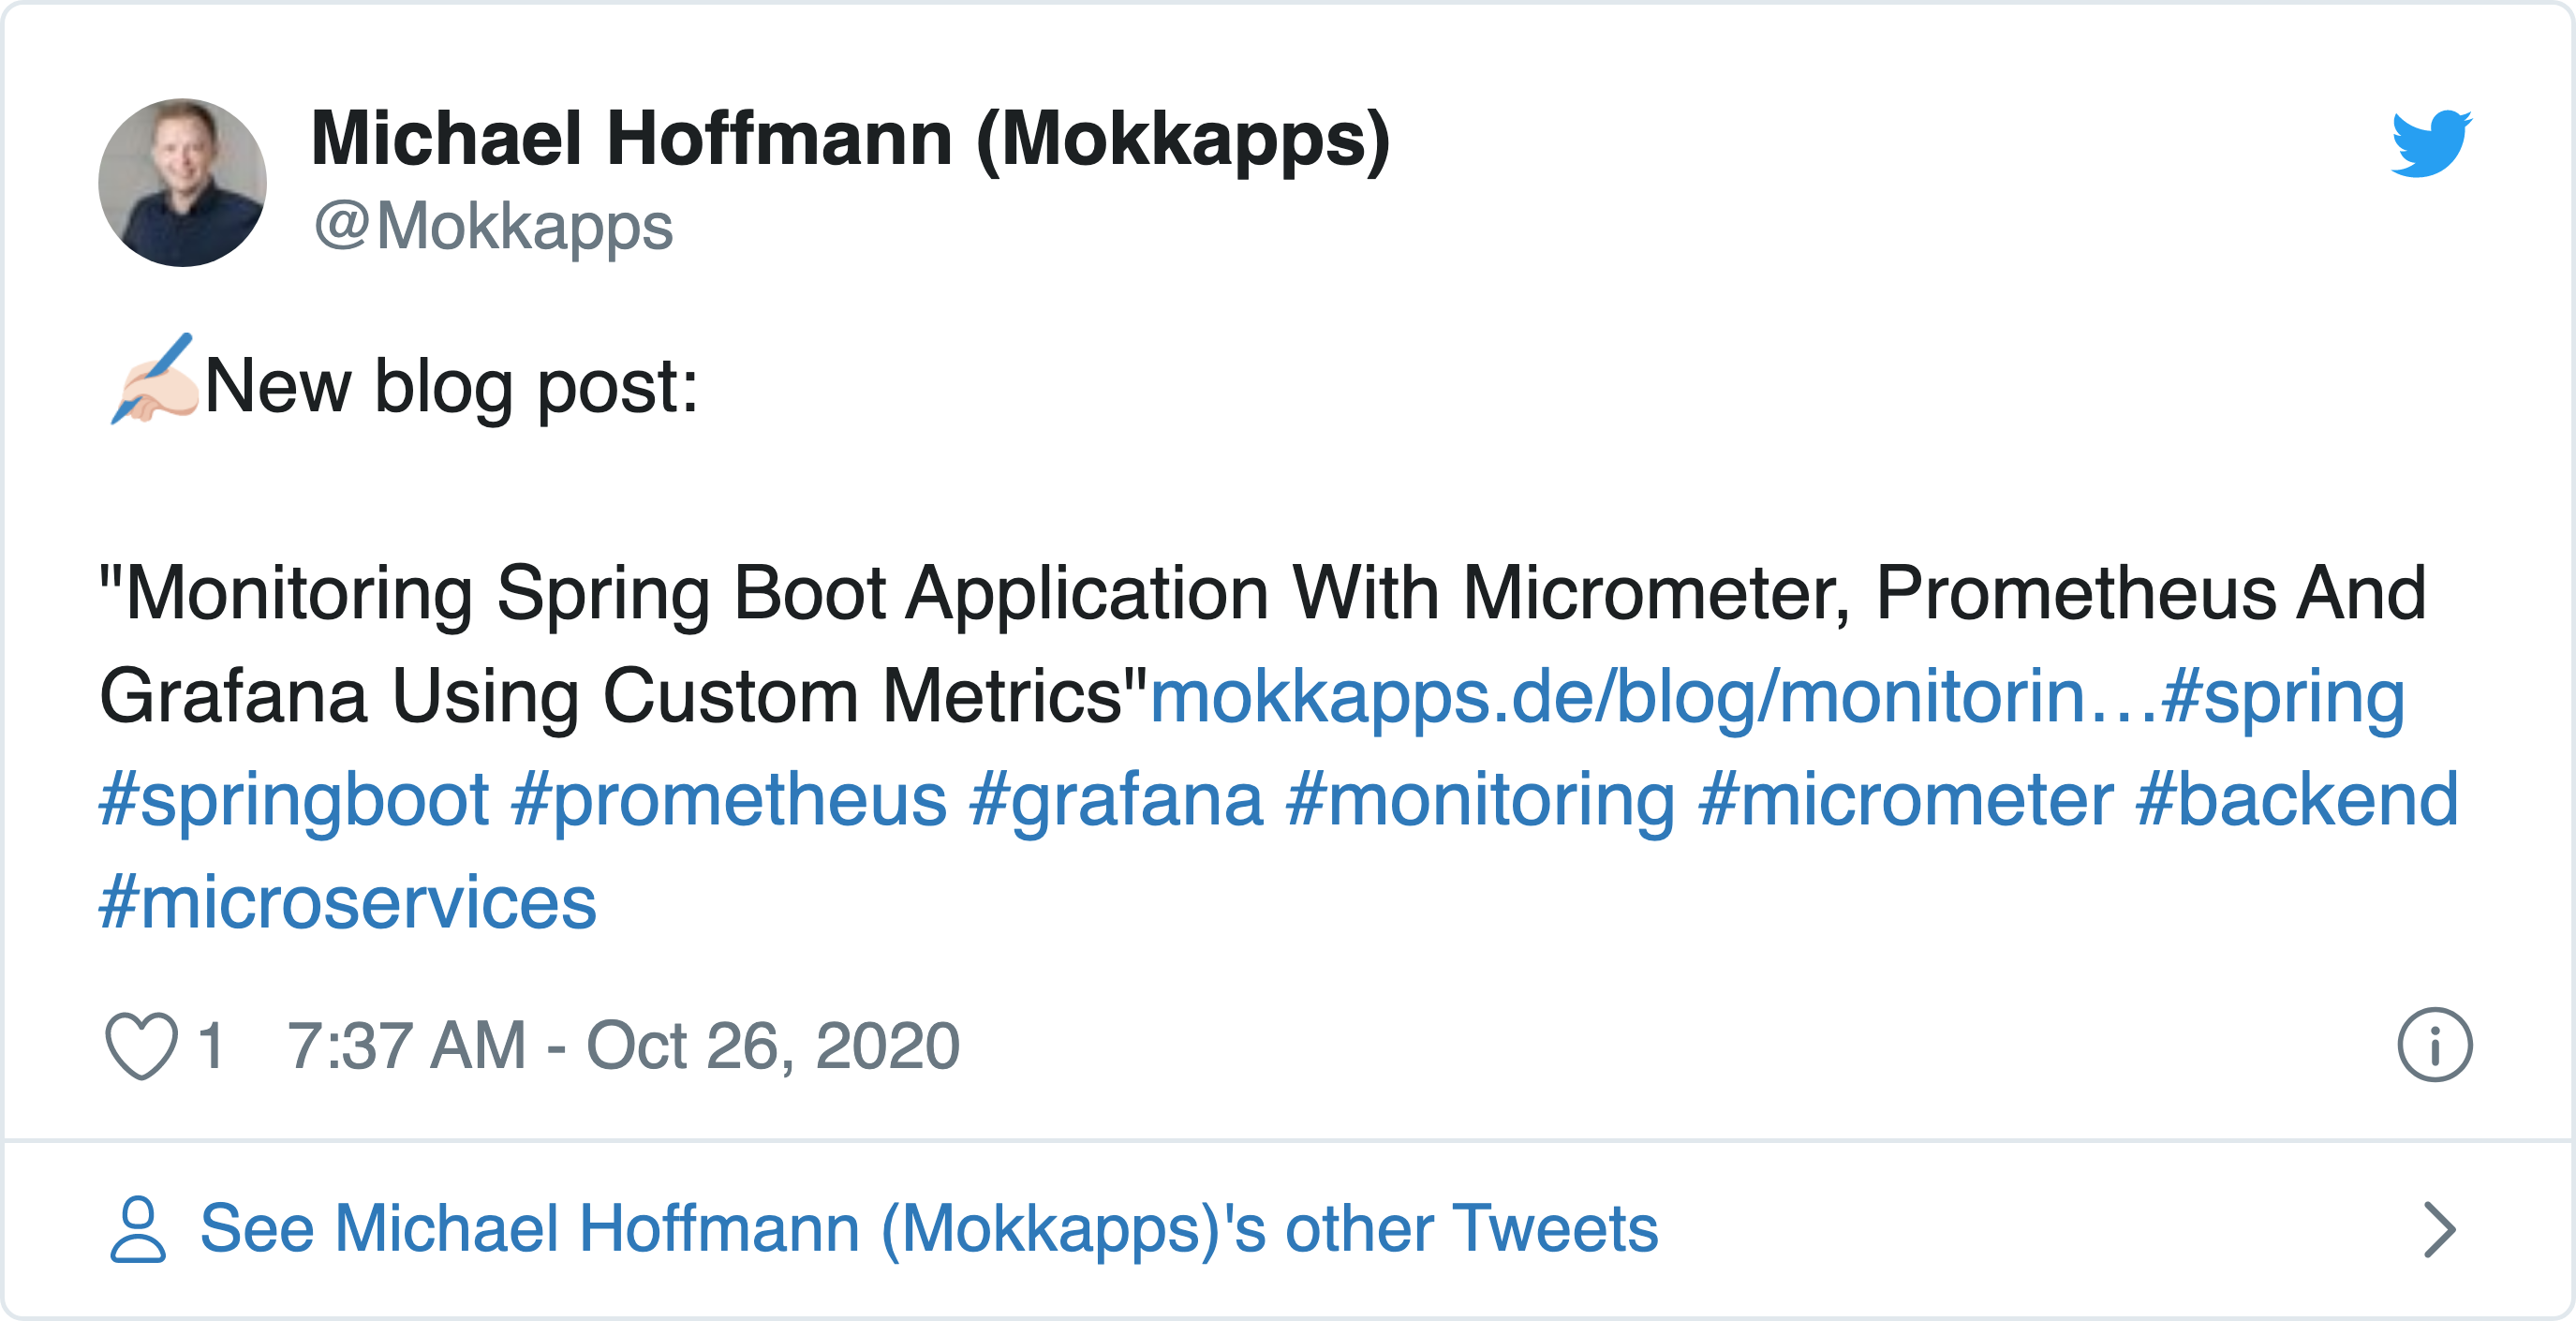 Michael Hoffmann (Mokkapps)
@Mokkapps
✍🏻New blog post:
"Monitoring Spring Boot Application With Micrometer, Prometheus And
Grafana Using Custom Metrics"mokkapps.de/blog/monitorin…#spring
#springboot #prometheus #grafana #monitoring #micrometer #backend
#microservices
1 7:37 AM - Oct 26, 2020
See Michael Hoffmann (Mokkapps)'s other Tweets